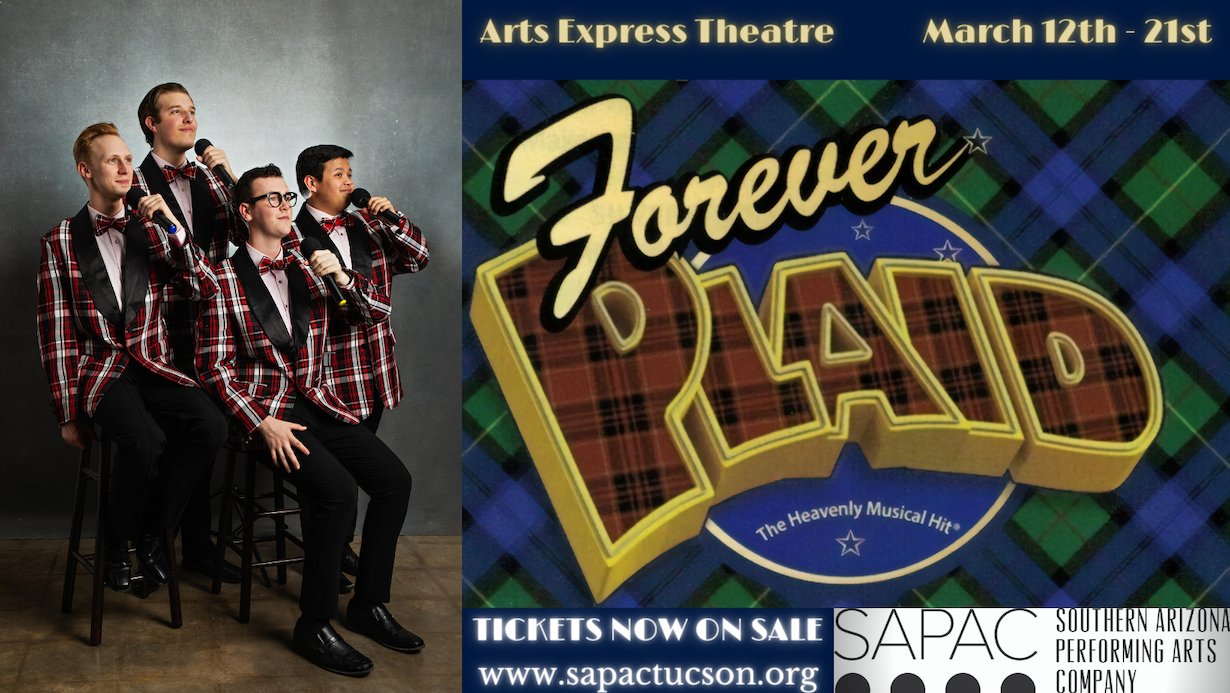 Arts Express Theatre
March 12th - 21st
Forever
PLAID
The Heavenly Musical Hit®
TICKETS NOW ON SALE
www.sapactucson.org
SAPAC
SOUTHERN ARIZONA
PERFORMING ARTS
COMPANY